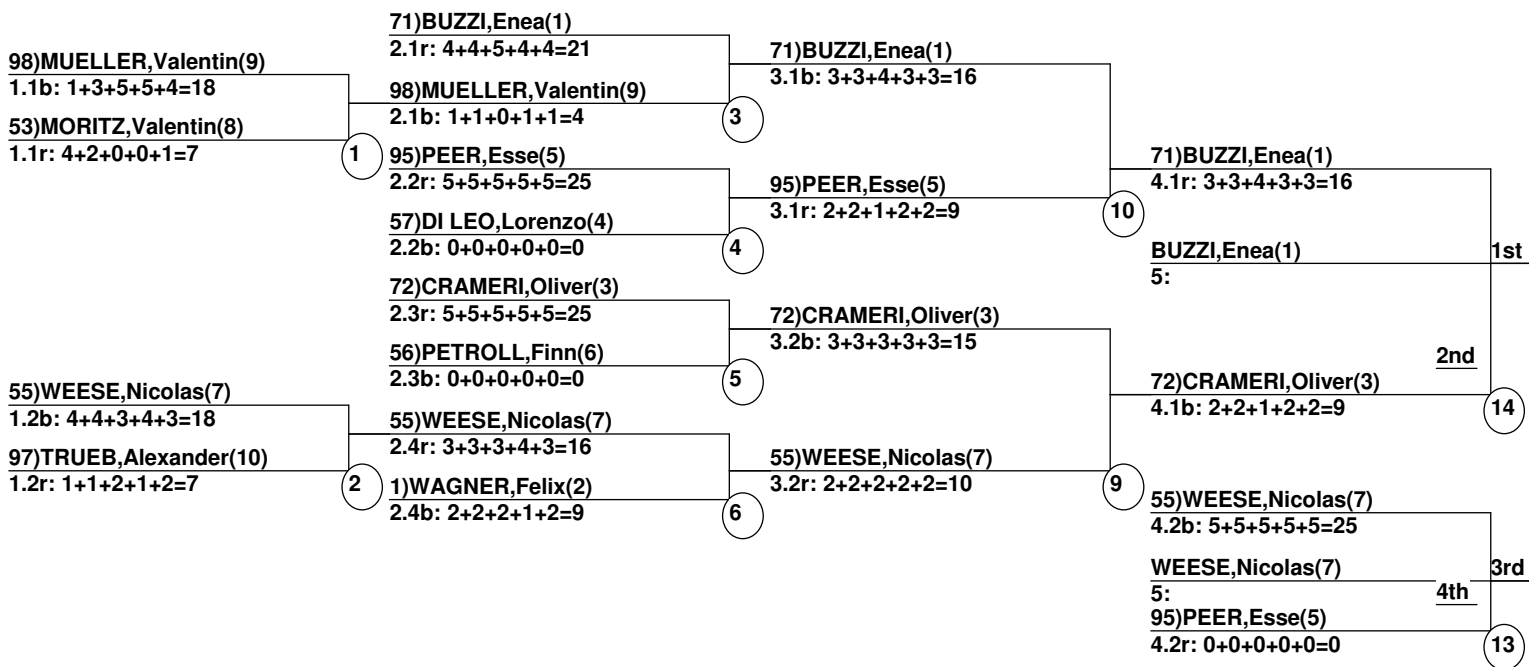 98)MUELLER,Valentin(9)
1.1b: 1+3+5+5+4=18
53)MORITZ,Valentin(8)
1.1r: 4+2+0+0+1=7
1
55)WEESE,Nicolas(7)
1.2b: 4+4+3+4+3=18
97)TRUEB,Alexander(10)
1.2r: 1+1+2+1+2=7
2
71)BUZZI,Enea(1)
2.1r: 4+4+5+4+4=21
98)MUELLER,Valentin(9)
2.1b: 1+1+0+1+1=4
3
95)PEER,Esse(5)
2.2r: 5+5+5+5+5=25
57)DI LEO,Lorenzo(4)
2.2b: 0+0+0+0+0=0
4
72)CRAMERI,Oliver(3)
2.3r: 5+5+5+5+5=25
56)PETROLL,Finn(6)
2.3b: 0+0+0+0+0=0
5
55)WEESE,Nicolas(7)
2.4r: 3+3+3+4+3=16
1)WAGNER,Felix(2)
2.4b: 2+2+2+1+2=9
6
71)BUZZI,Enea(1)
3.1b: 3+3+4+3+3=16
95)PEER,Esse(5)
3.1r: 2+2+1+2+2=9
10
72)CRAMERI,Oliver(3)
3.2b: 3+3+3+3+3=15
55)WEESE,Nicolas(7)
3.2r: 2+2+2+2+2=10
9
71)BUZZI,Enea(1)
4.1r: 3+3+4+3+3=16
BUZZI,Enea(1)
1st
5:
2nd
72)CRAMERI,Oliver(3)
4.1b: 2+2+1+2+2=9
14
55)WEESE,Nicolas(7)
4.2b: 5+5+5+5+5=25
WEESE,Nicolas(7)
3rd
5:
4th
95)PEER,Esse(5)
4.2r: 0+0+0+0+0=0
13